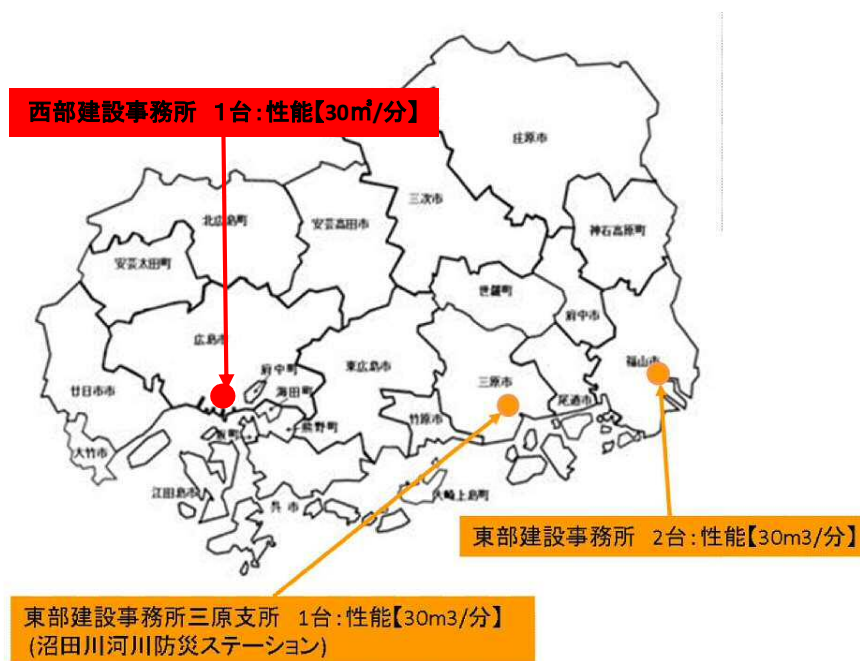 西部建設事務所 1台:性能【30㎥/分】
庄原市
三次市
北広島町
安芸高田市
神石高原町
安芸太田町
世羅町
府中市
広島市
府中町
東広島市
福山市
三原市
廿日市市
海田町
尾道市
竹原市
熊野町
坂町
大竹市
江田島市
呉市
大崎上島町
東部建設事務所 2台:性能【30m3/分】
東部建設事務所三原支所 1台:性能【30m3/分】
(沼田川河川防災ステーション)